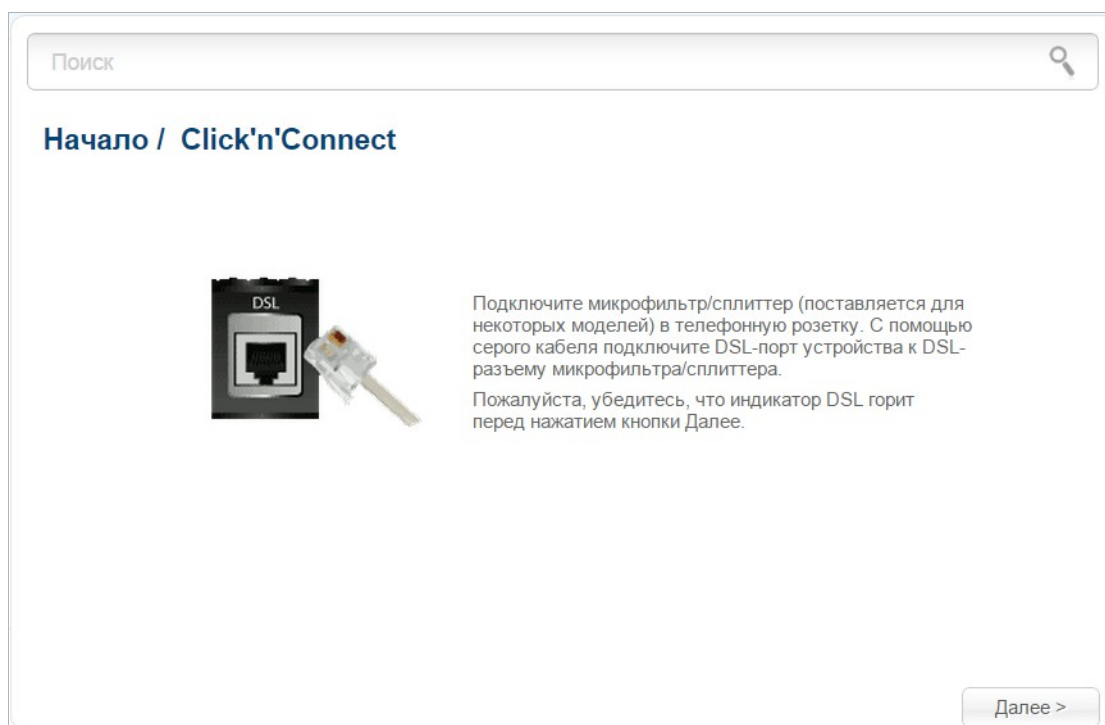 Поиск
Начало / Click'n'Connect
DSL
Подключите микрофильтр/сплиттер (поставляется для
некоторых моделей) в телефонную розетку. С помощью
серого кабеля подключите DSL-порт устройства к DSL-
разъему микрофильтра/сплиттера.
Пожалуйста, убедитесь, что индикатор DSL горит
перед нажатием кнопки Далее.
Далее >